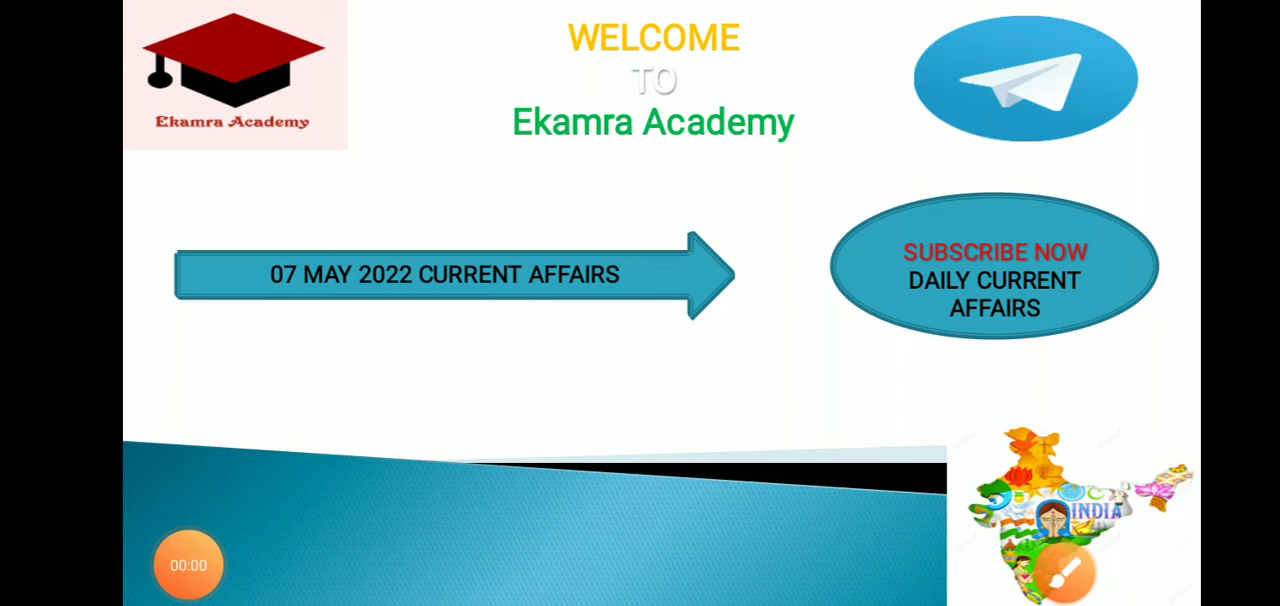 Ekamra Academy
WELCOME
TO
Ekamra Academy
07 MAY 2022 CURRENT AFFAIRS
SUBSCRIBE NOW
DAILY CURRENT
AFFAIRS
INDIA
00:00